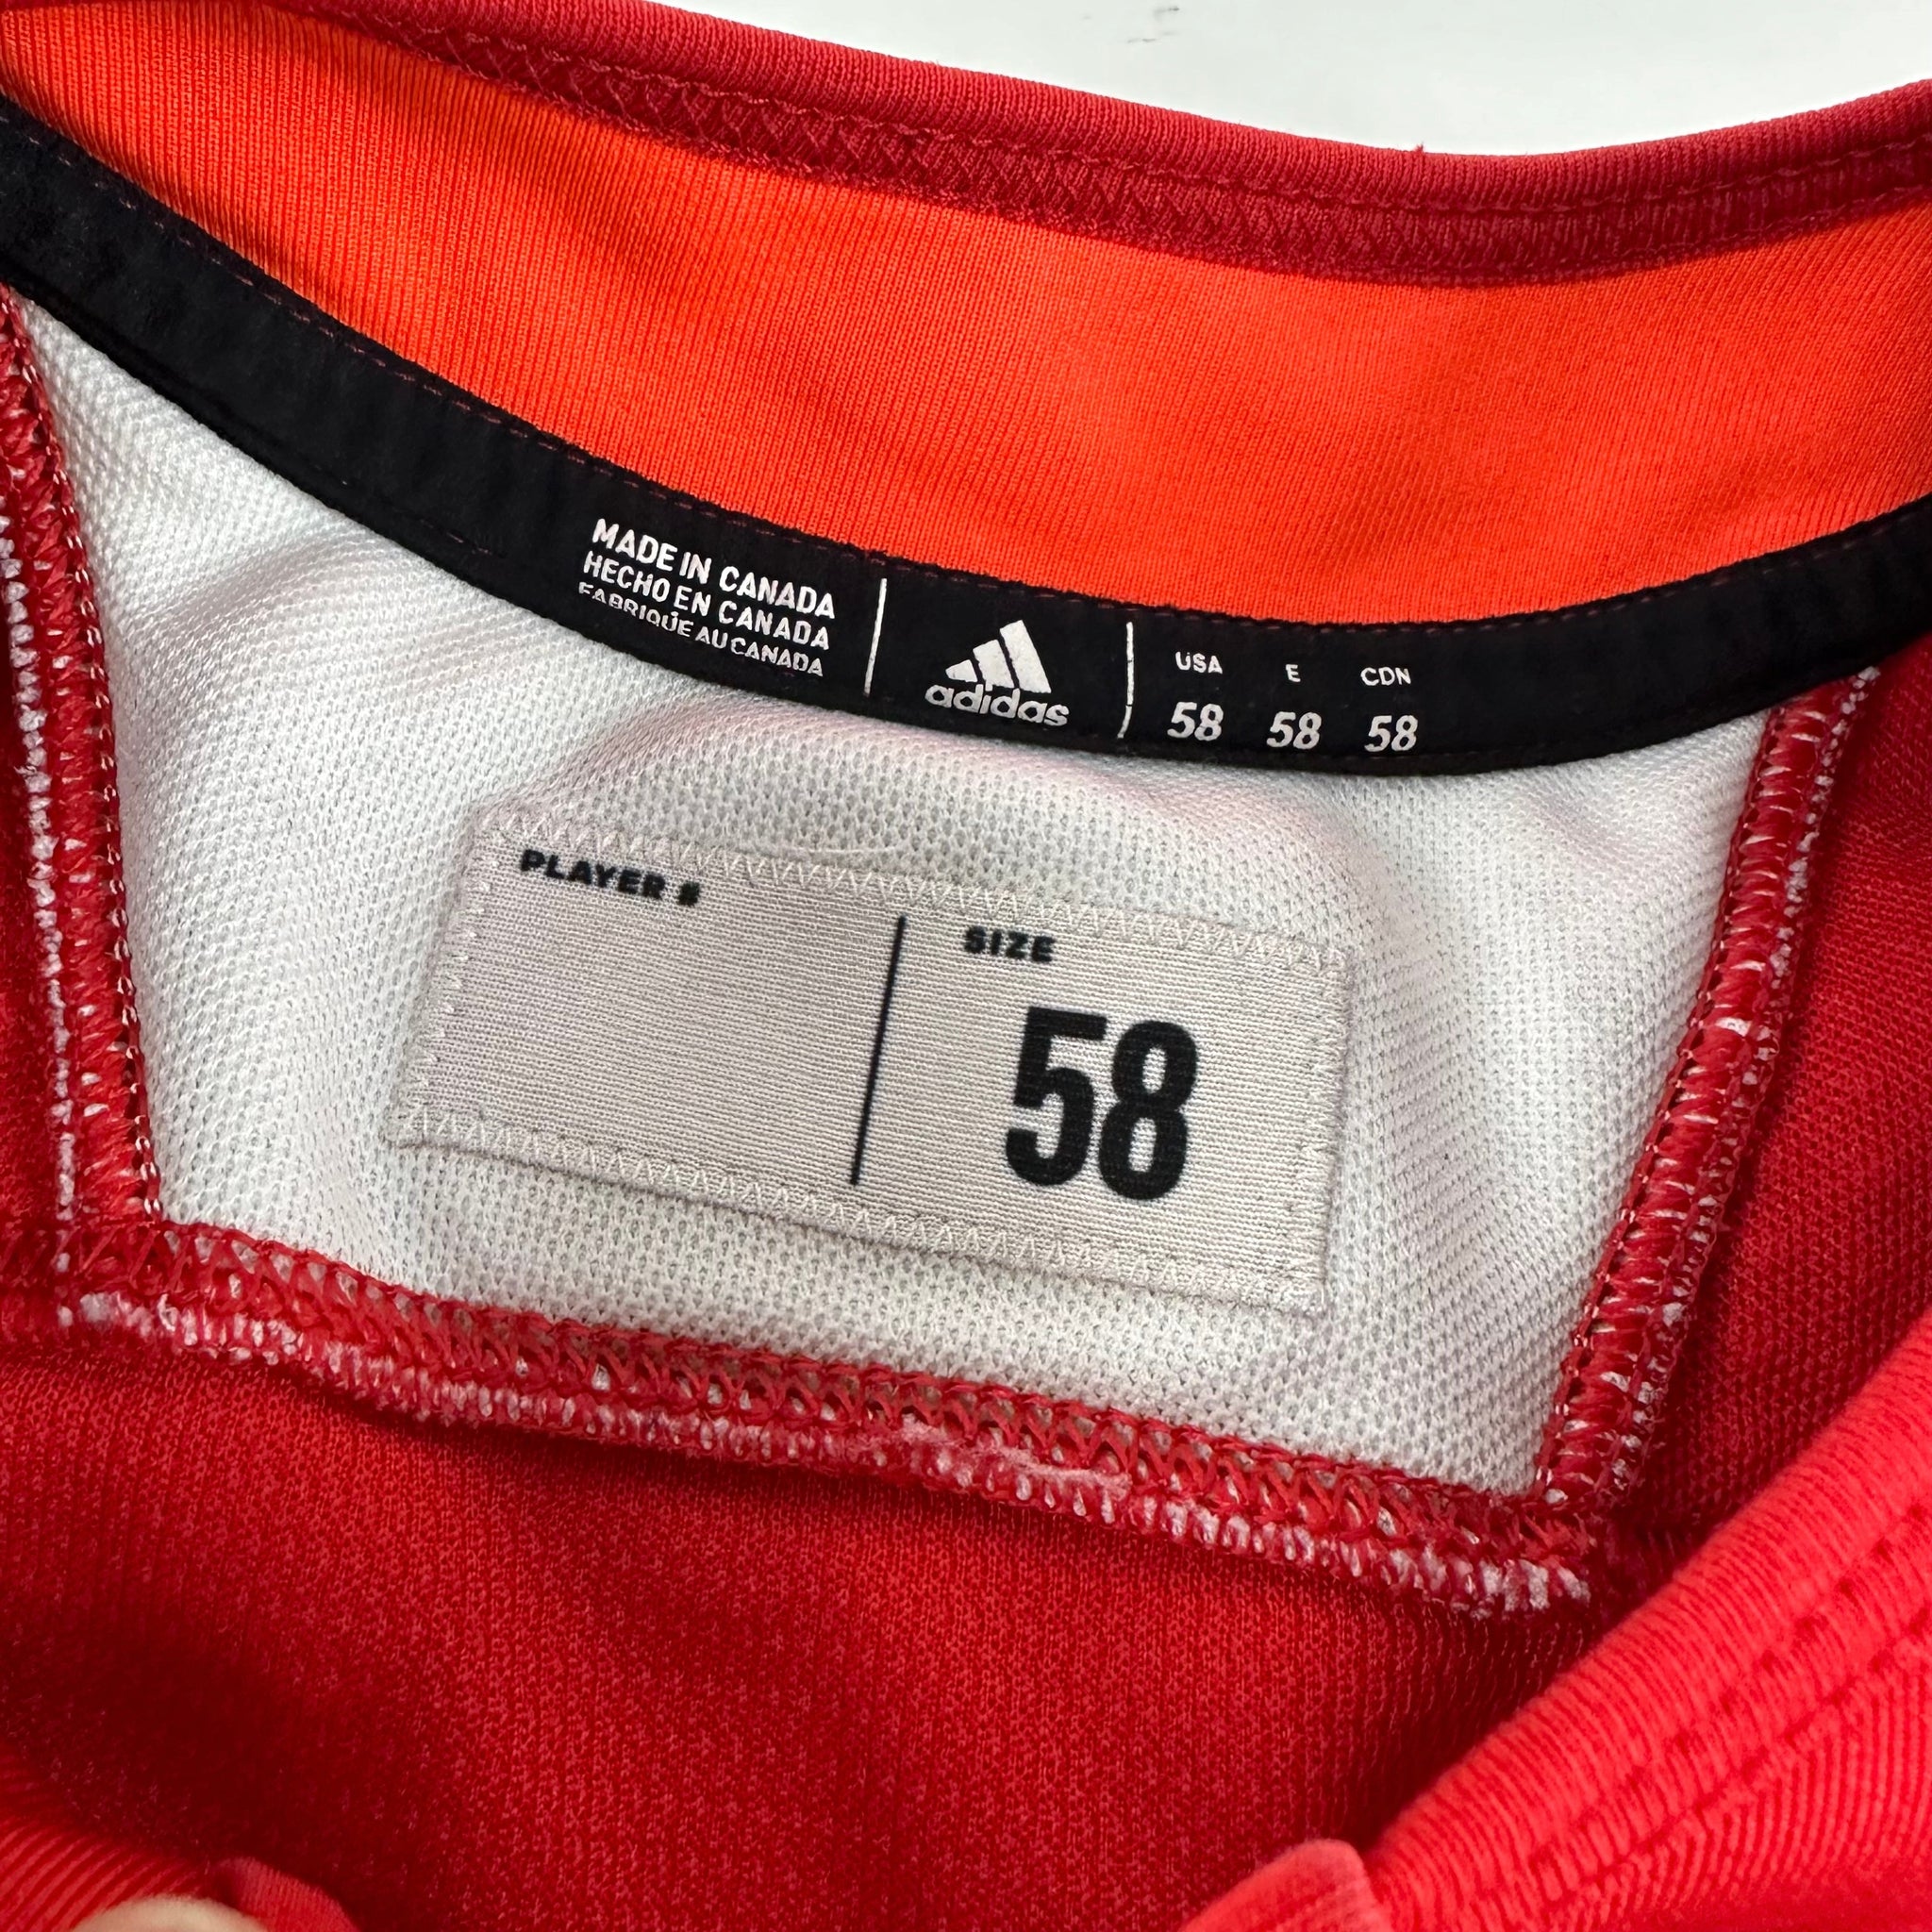 MADE IN CANADA
HECHO EN CANADA
FABRIQUÉ AU CANADA
adidas
USA E CDN
58 58 58
PLAYER #
SIZE
58